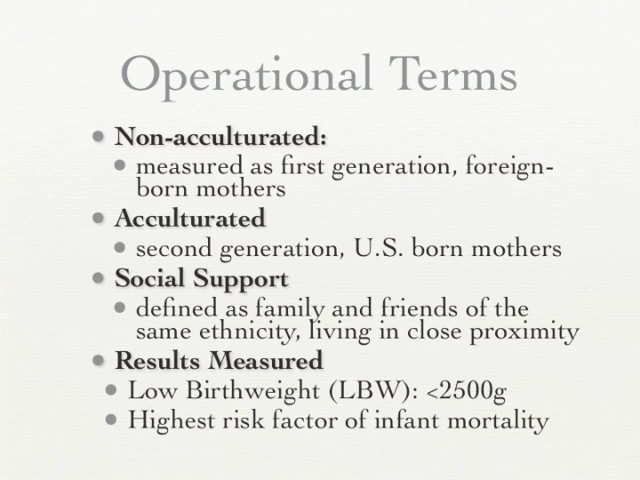 Operational Terms
• Non-acculturated:
• measured as first generation, foreign-
born mothers
• Acculturated
• second generation, U.S. born mothers
• Social Support
• defined as family and friends of the
same ethnicity, living in close proximity
• Results Measured
• Low Birthweight (LBW): <2500g
• Highest risk factor of infant mortality